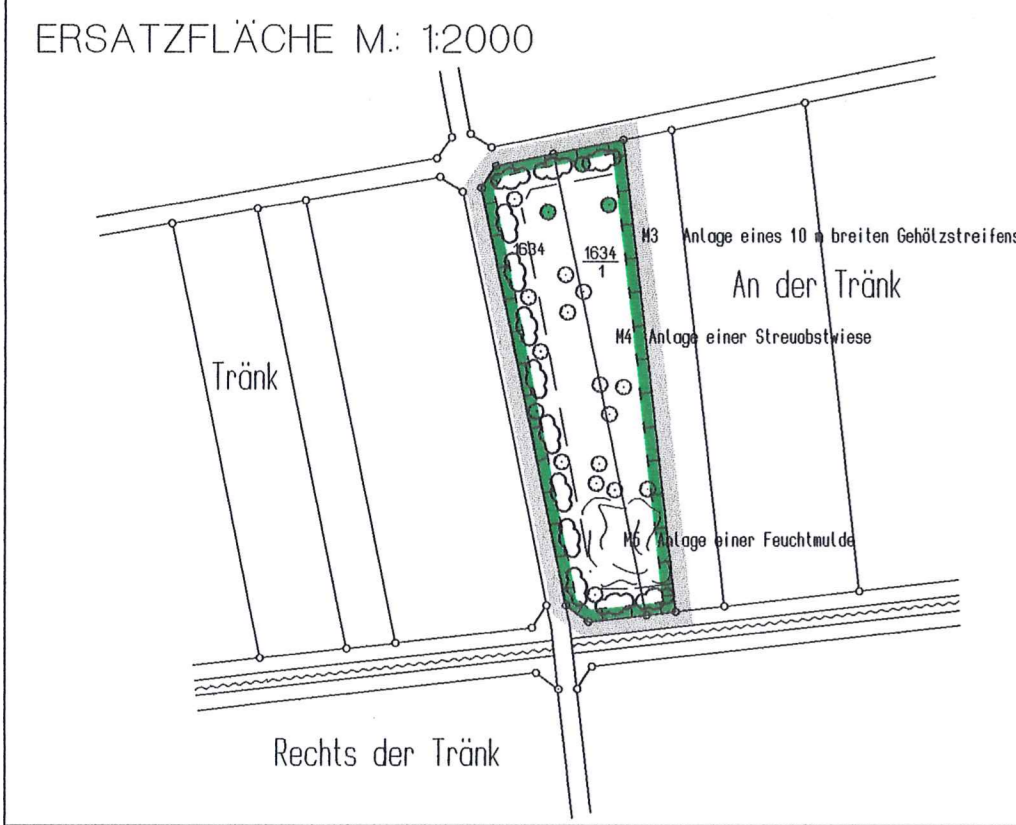 ERSATZFLÄCHE M.: 1:2000
M3 Anlage eines 10 m breiten Gehölzstreifens
1634
1634
1
An der Tränk
M4 Anlage einer Streuobstwiese
Tränk
M5 Anlage einer Feuchtmulde
Rechts der Tränk